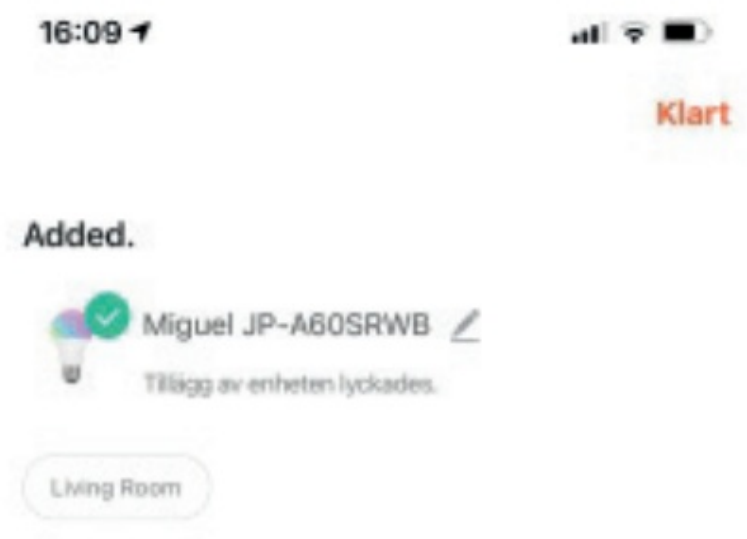 16:09
Klart
Added.
Miguel JP-A60SRWB
Tillägg av enheten lyckades.
Living Room